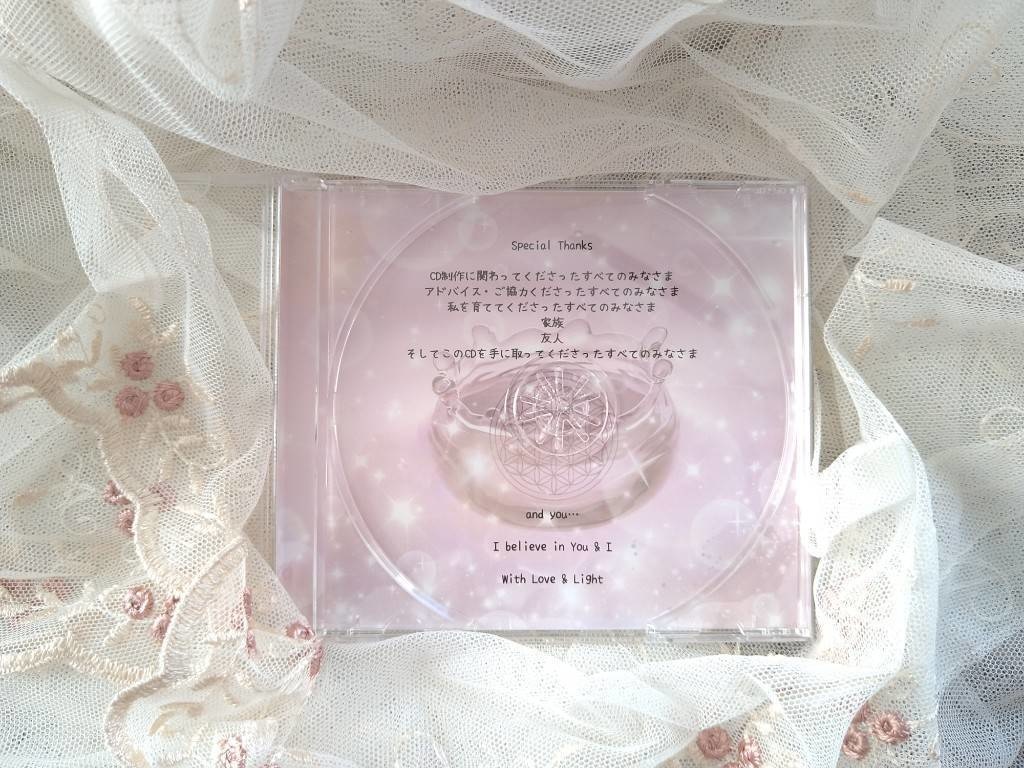 Special Thanks
CD制作に関わってくださったすべてのみなさま
アドバイス・ご協力くださったすべてのみなさま
私を育ててくださったすべてのみなさま
家族
友人
そしてこのCDを手に取ってくださったすべてのみなさま
and you…
I believe in You & I
With Love & Light